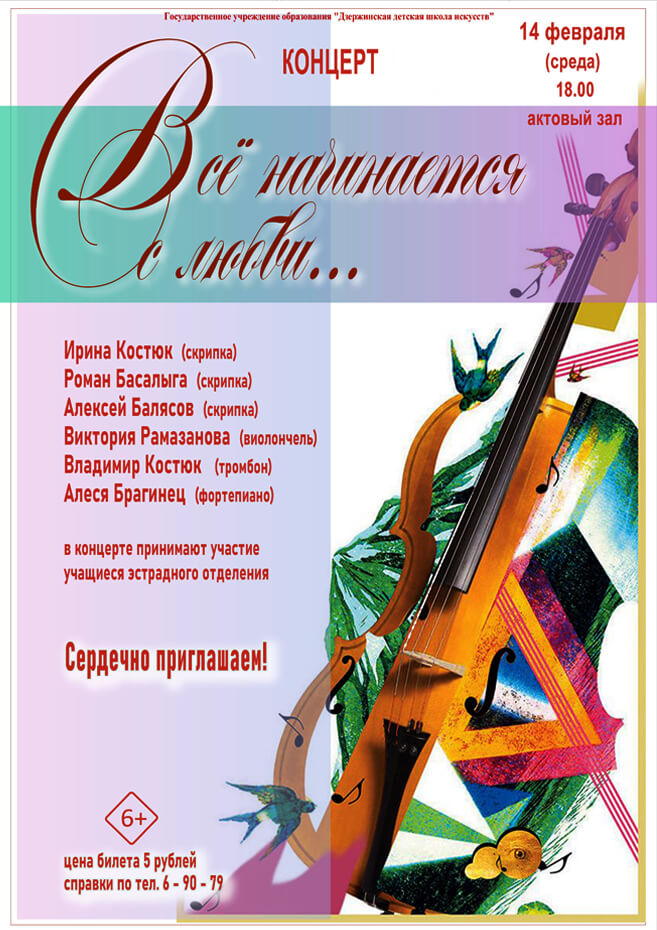 Государственное учреждение образования "Дзержинская детская школа искусств"
КОНЦЕРТ
14 февраля
(среда)
18.00
актовый зал
Всё начинается
с любви...
Ирина Костюк (скрипка)
Роман Басалыга (скрипка)
Алексей Балясов (скрипка)
Виктория Рамазанова (виолончель)
Владимир Костюк (тромбон)
Алеся Брагинец (фортепиано)
в концерте принимают участие
учащиеся эстрадного отделения
Сердечно приглашаем!
6+
цена билета 5 рублей
справки по тел. 6 - 90 - 79